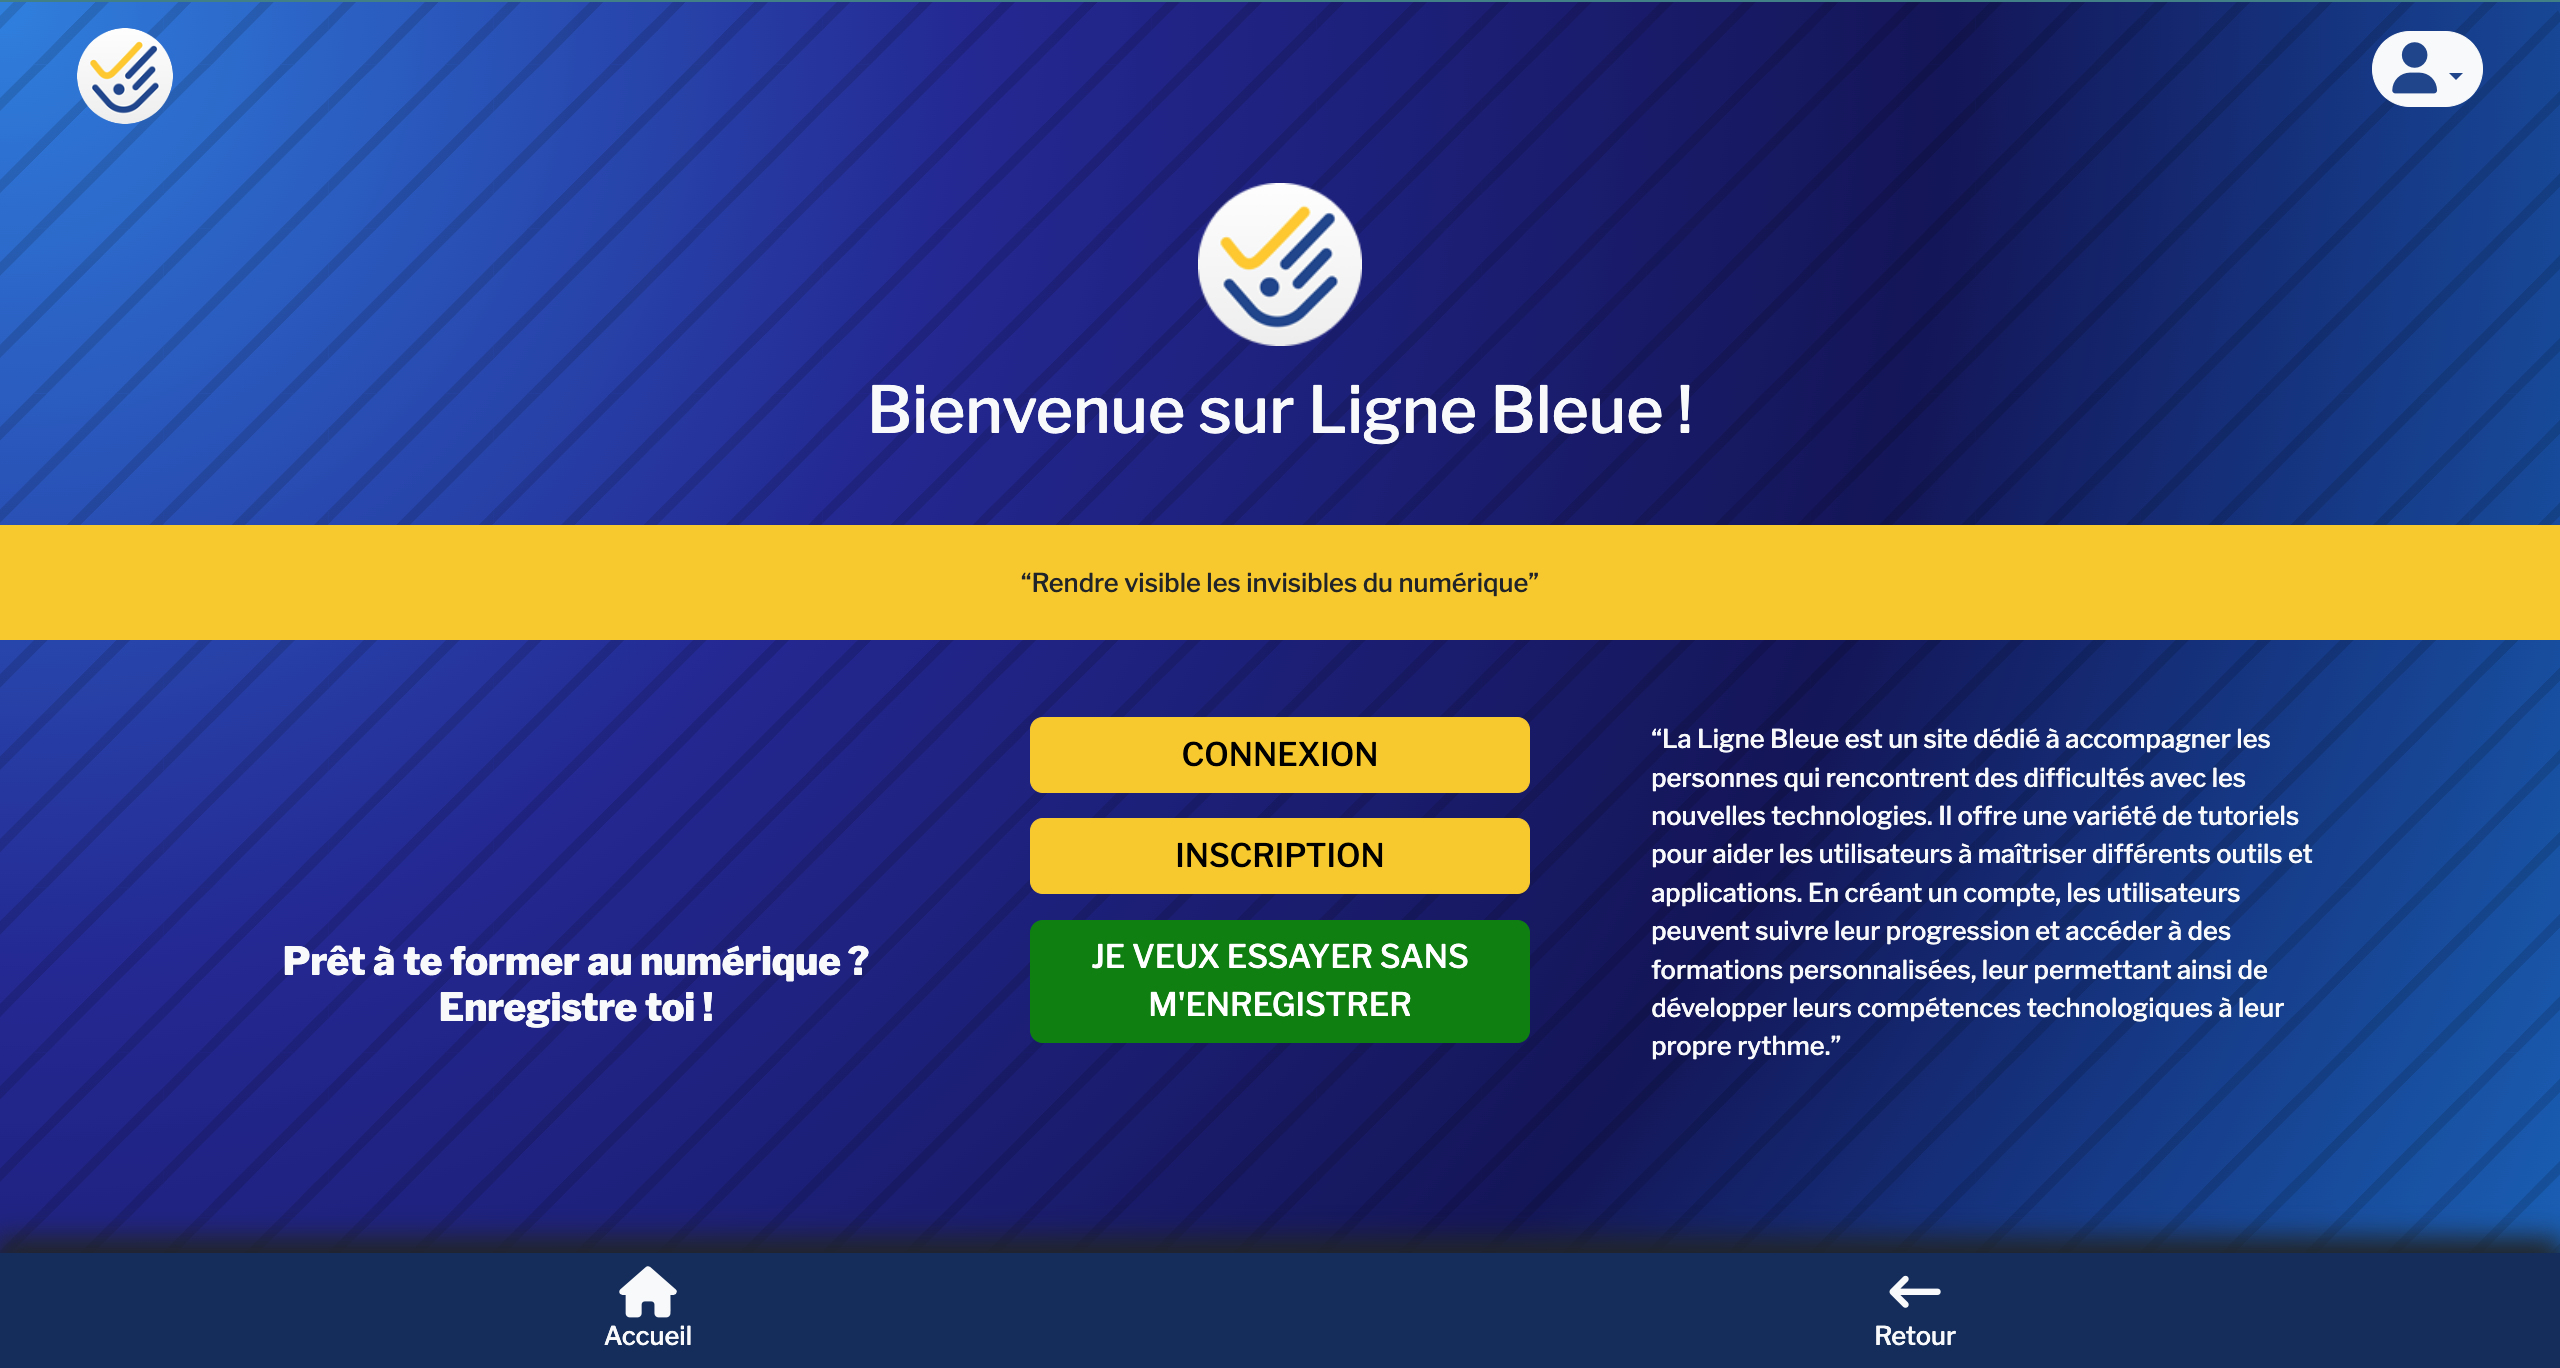 Bienvenue sur Ligne Bleue !
“Rendre visible les invisibles du numérique”
Prêt à te former au numérique ?
Enregistre toi !
CONNEXION
INSCRIPTION
JE VEUX ESSAYER SANS
M'ENREGISTRER
“La Ligne Bleue est un site dédié à accompagner les
personnes qui rencontrent des difficultés avec les
nouvelles technologies. Il offre une variété de tutoriels
pour aider les utilisateurs à maîtriser différents outils et
applications. En créant un compte, les utilisateurs
peuvent suivre leur progression et accéder à des
formations personnalisées, leur permettant ainsi de
développer leurs compétences technologiques à leur
propre rythme.”
Accueil
Retour